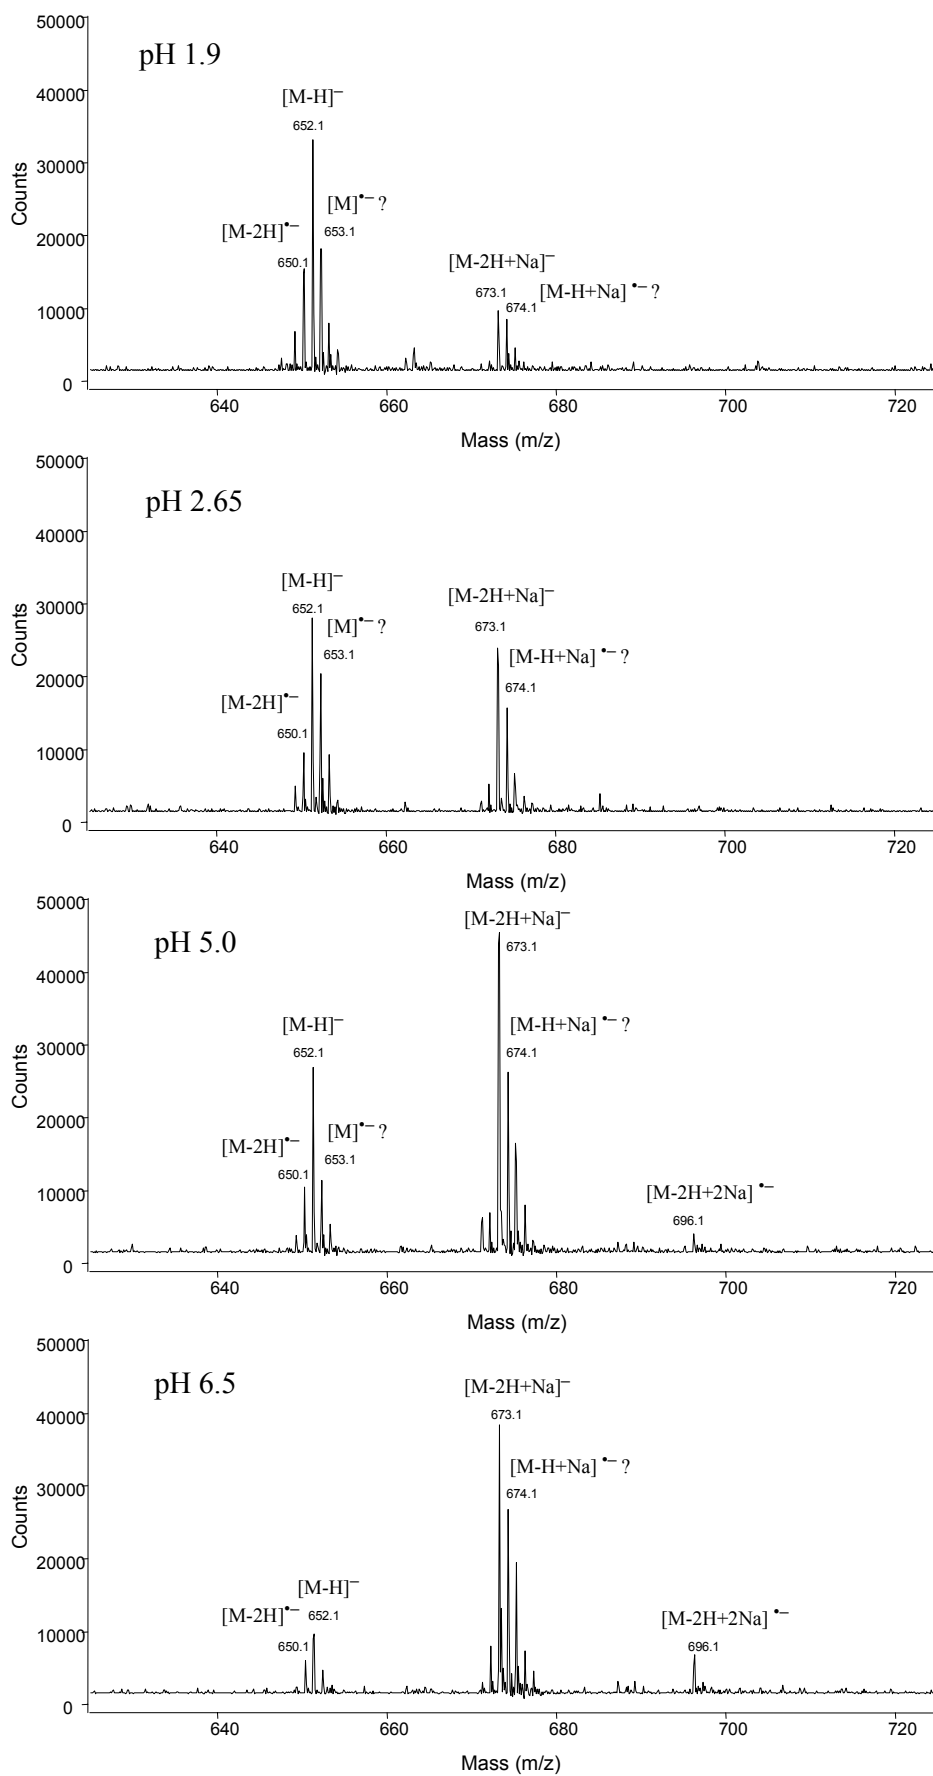 50000
pH 1.9
40000
[M-H]⁻
652.1
30000
[M]•⁻ ?
[M-2H]•⁻
653.1
20000
650.1
[M-2H+Na]⁻
673.1
[M-H+Na] •⁻ ?
674.1
10000
0
Counts
640
660
680
700
720
Mass (m/z)
50000
pH 2.65
40000
[M-H]⁻
652.1
[M-2H+Na]⁻
30000
[M]•⁻ ?
673.1
653.1
[M-H+Na] •⁻ ?
[M-2H]•⁻
674.1
20000
650.1
10000
0
Counts
640
660
680
700
720
Mass (m/z)
50000
[M-2H+Na]⁻
pH 5.0
673.1
40000
[M-H]⁻
[M-H+Na] •⁻ ?
652.1
674.1
30000
[M]•⁻ ?
[M-2H]•⁻
653.1
650.1
20000
[M-2H+2Na] •⁻
696.1
10000
0
Counts
640
660
680
700
720
Mass (m/z)
50000
pH 6.5
[M-2H+Na]⁻
673.1
40000
[M-H+Na] •⁻ ?
674.1
30000
[M-H]⁻
[M-2H]•⁻
652.1
[M-2H+2Na] •⁻
650.1
696.1
20000
10000
0
Counts
640
660
680
700
720
Mass (m/z)